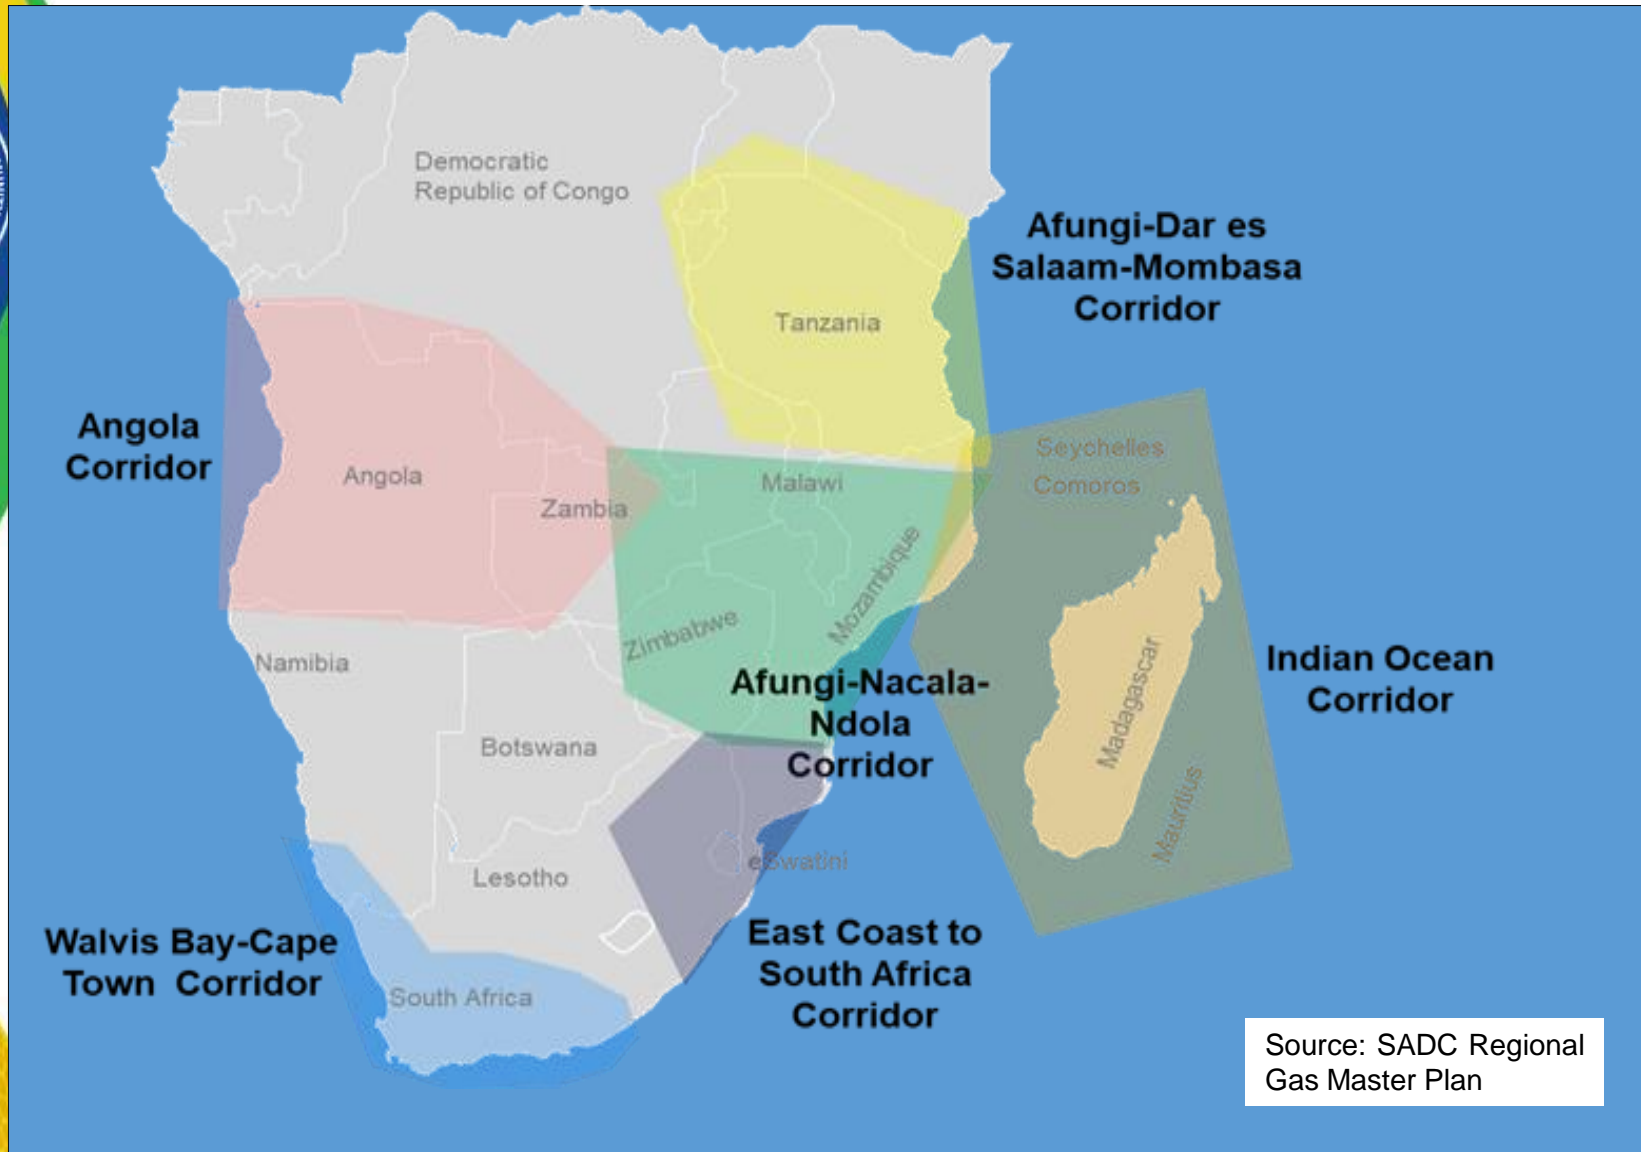 Democratic
Republic of Congo
Afungi-Dar es
Salaam-Mombasa
Corridor
Tanzania
Angola
Corridor
Angola
Zambia
Malawi
Seychelles
Comoros
Mozambique
Zimbabwe
Namibia
Madagascar
Indian Ocean
Corridor
Afungi-Nacala-
Ndola
Corridor
Botswana
Mauritius
eSwatini
Lesotho
Walvis Bay-Cape
Town Corridor
East Coast to
South Africa
Corridor
South Africa
Source: SADC Regional
Gas Master Plan